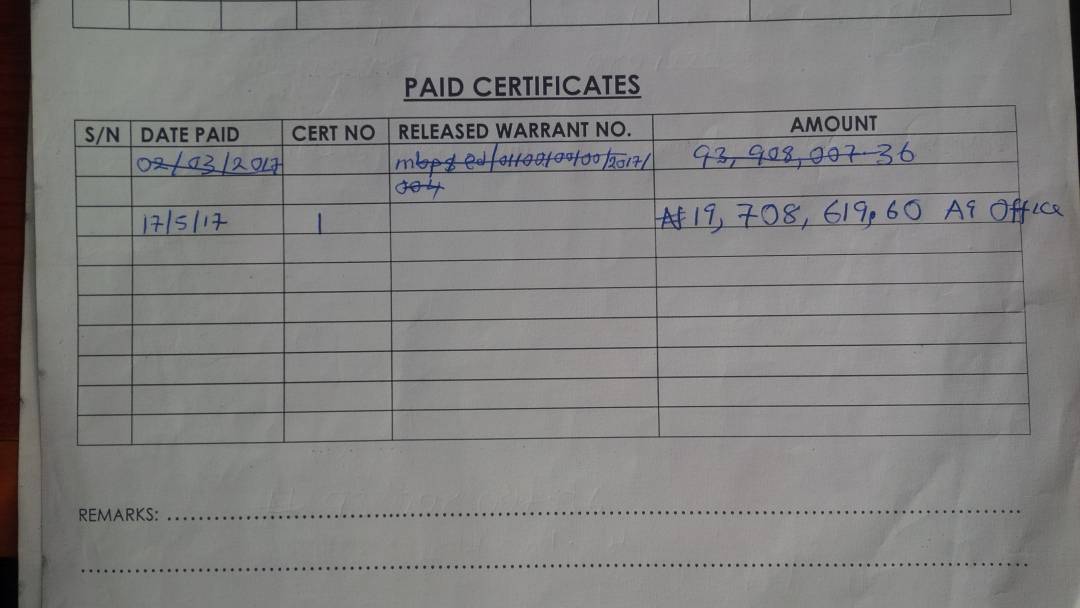 PAID CERTIFICATES
S/N DATE PAID CERT NO RELEASED WARRANT NO. AMOUNT
02/03/2017 mbp& ed/01100100100/2017/ 93,908,007-36
004
17/5/17 1 ₦19,708,619.60 AG Office
REMARKS: ........................................
........................................